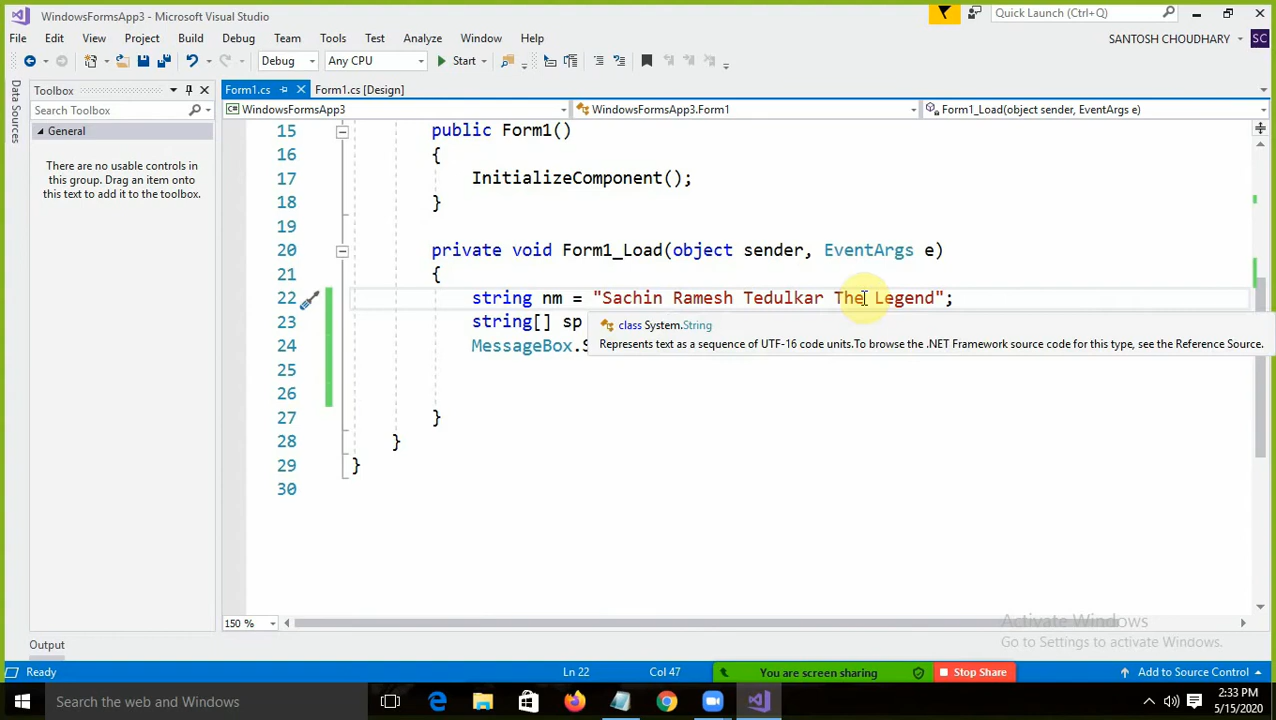 WindowsFormsApp3 - Microsoft Visual Studio
Quick Launch (Ctrl+Q)
File Edit View Project Build Debug Team Tools Test Analyze Window Help
SANTOSH CHOUDHARY SC
Debug Any CPU Start
Data Sources
Toolbox
Search Toolbox
General
There are no usable controls in
this group. Drag an item onto
this text to add it to the toolbox.
Form1.cs Form1.cs [Design]
WindowsFormsApp3 WindowsFormsApp3.Form1 Form1_Load(object sender, EventArgs e)
15 public Form1()
16 {
17 InitializeComponent();
18 }
19
20 private void Form1_Load(object sender, EventArgs e)
21 {
22 string nm = "Sachin Ramesh Tedulkar The Legend";
23 string[] sp
class System.String
Represents text as a sequence of UTF-16 code units.To browse the .NET Framework source code for this type, see the Reference Source.
24 MessageBox.
25
26
27 }
28 }
29 }
30
150 %
Activate Windows
Go to Settings to activate Windows.
Output
Ready Ln 22 Col 47 You are screen sharing Stop Share Add to Source Control
Search the web and Windows
2:33 PM
5/15/2020